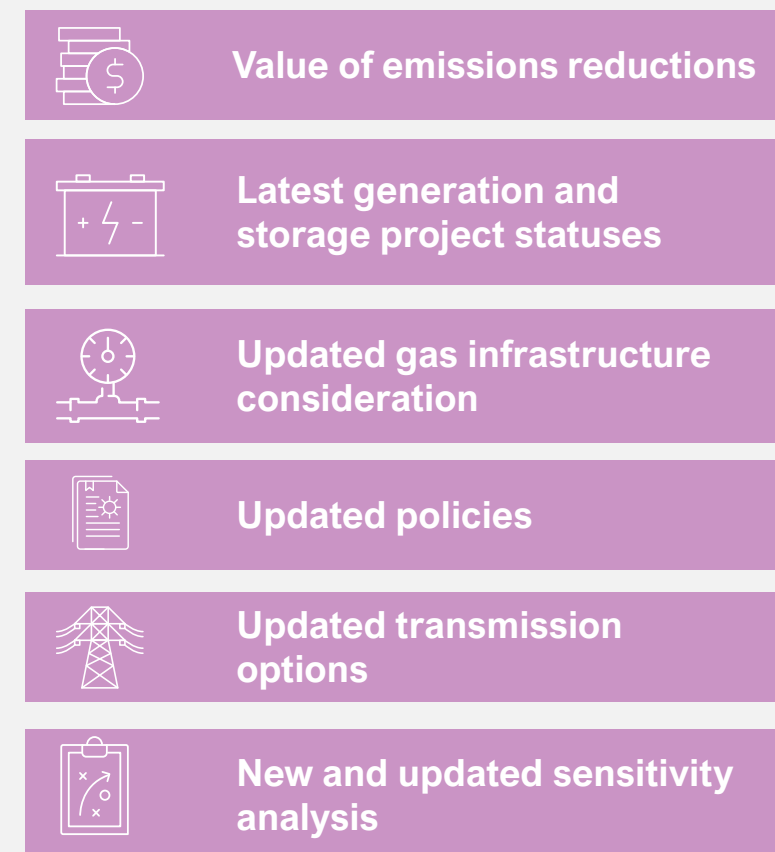 Value of emissions reductions
Latest generation and
storage project statuses
Updated gas infrastructure
consideration
Updated policies
Updated transmission
options
New and updated sensitivity
analysis